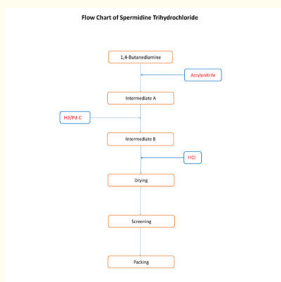 Flow Chart of Spermidine Trihydrochloride
1,4-Butanediamine
Acrylonitrile
Intermediate A
H2/Pd C
Intermediate B
HCl
Drying
Screening
Packing